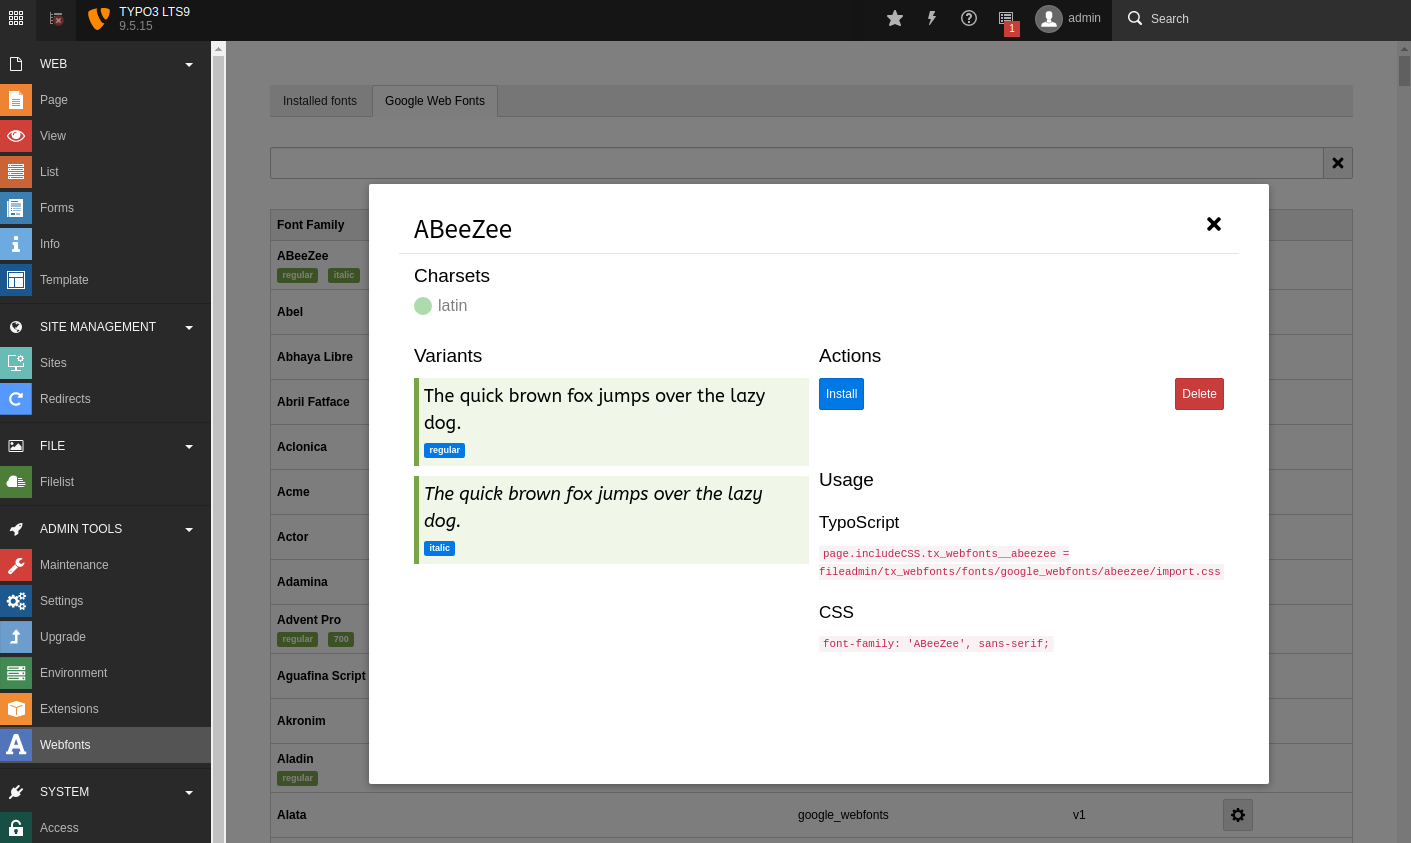 TYPO3 LTS9
9.5.15
1
admin
Search
WEB
Page
View
List
Forms
Info
Template
SITE MANAGEMENT
Sites
Redirects
FILE
Filelist
ADMIN TOOLS
Maintenance
Settings
Upgrade
Environment
Extensions
Webfonts
SYSTEM
Access
Installed fonts
Google Web Fonts
Font Family
ABeeZee
regular italic
Abel
Abhaya Libre
Abril Fatface
Aclonica
Acme
Actor
Adamina
Advent Pro
regular 700
Aguafina Script
Akronim
Aladin
regular
Alata google_webfonts v1
ABeeZee
Charsets
latin
Variants
The quick brown fox jumps over the lazy
dog.
regular
The quick brown fox jumps over the lazy
dog.
italic
Actions
Install Delete
Usage
TypoScript
page.includeCSS.tx_webfonts__abeezee =
fileadmin/tx_webfonts/fonts/google_webfonts/abeezee/import.css
CSS
font-family: 'ABeeZee', sans-serif;